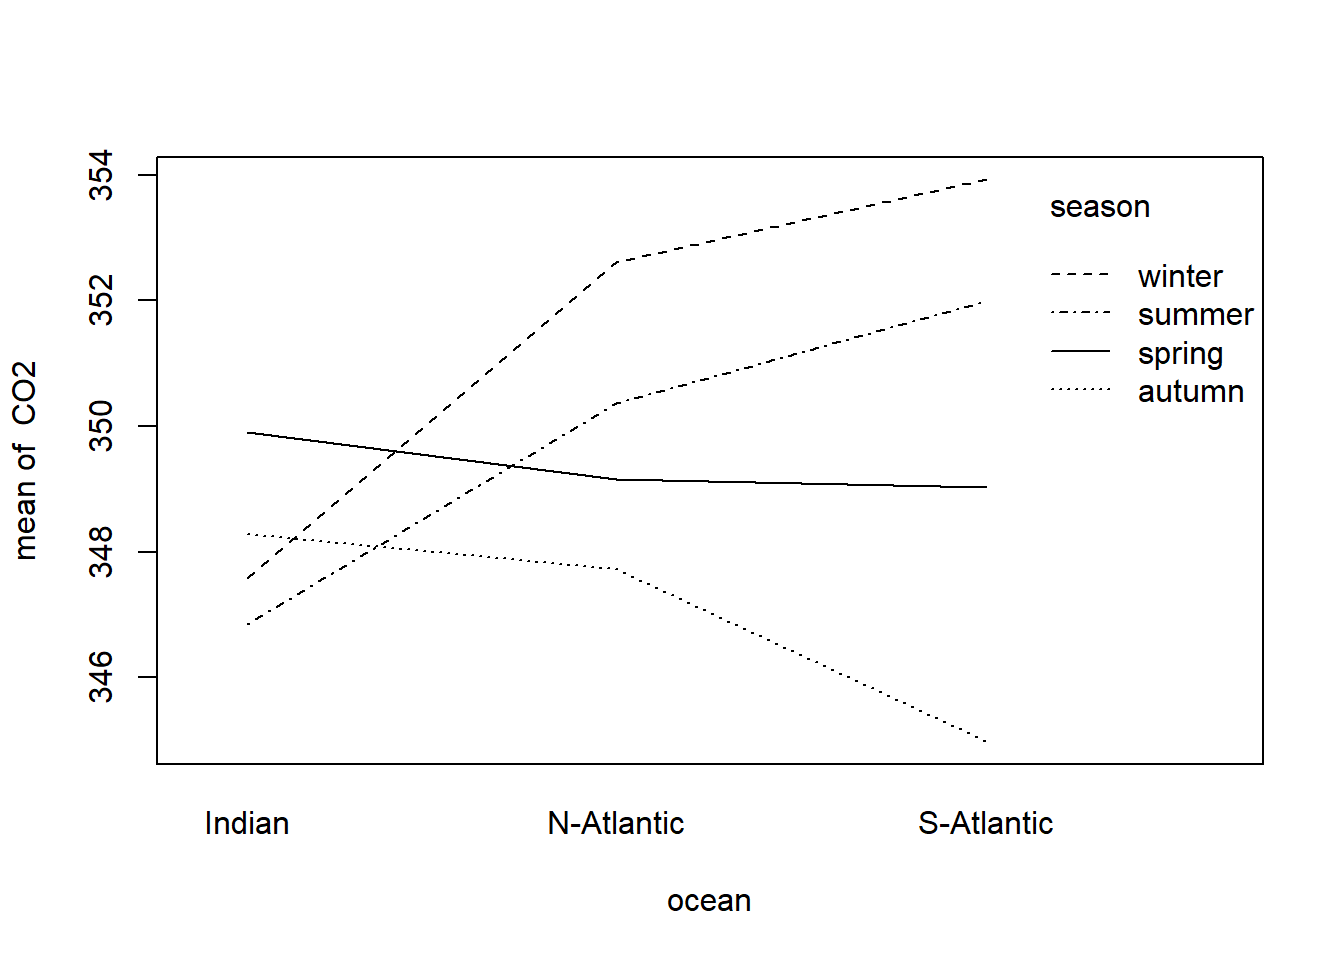 354
352
350
348
346
mean of  CO2
season
winter
summer
spring
autumn
Indian
N-Atlantic
S-Atlantic
ocean